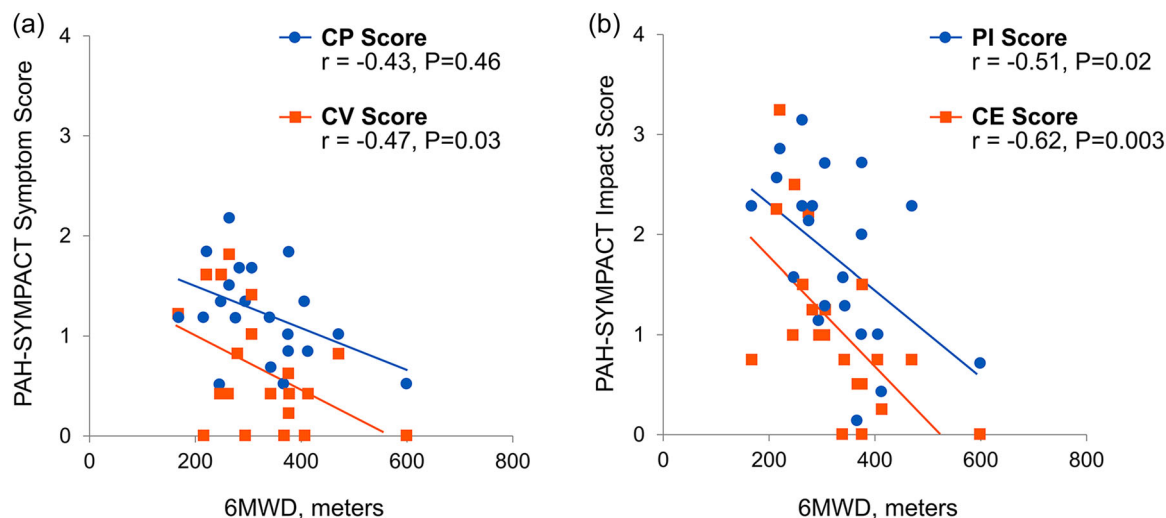 (a)
CP Score
r = -0.43, P=0.46
CV Score
r = -0.47, P=0.03
PAH-SYMPACT Symptom Score
4
3
2
1
0
0 200 400 600 800
6MWD, meters
(b)
PI Score
r = -0.51, P=0.02
CE Score
r = -0.62, P=0.003
PAH-SYMPACT Impact Score
4
3
2
1
0
0 200 400 600 800
6MWD, meters